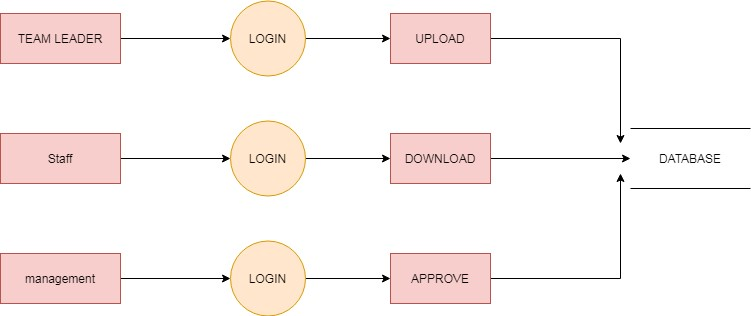 TEAM LEADER
LOGIN
UPLOAD
Staff
LOGIN
DOWNLOAD
DATABASE
management
LOGIN
APPROVE